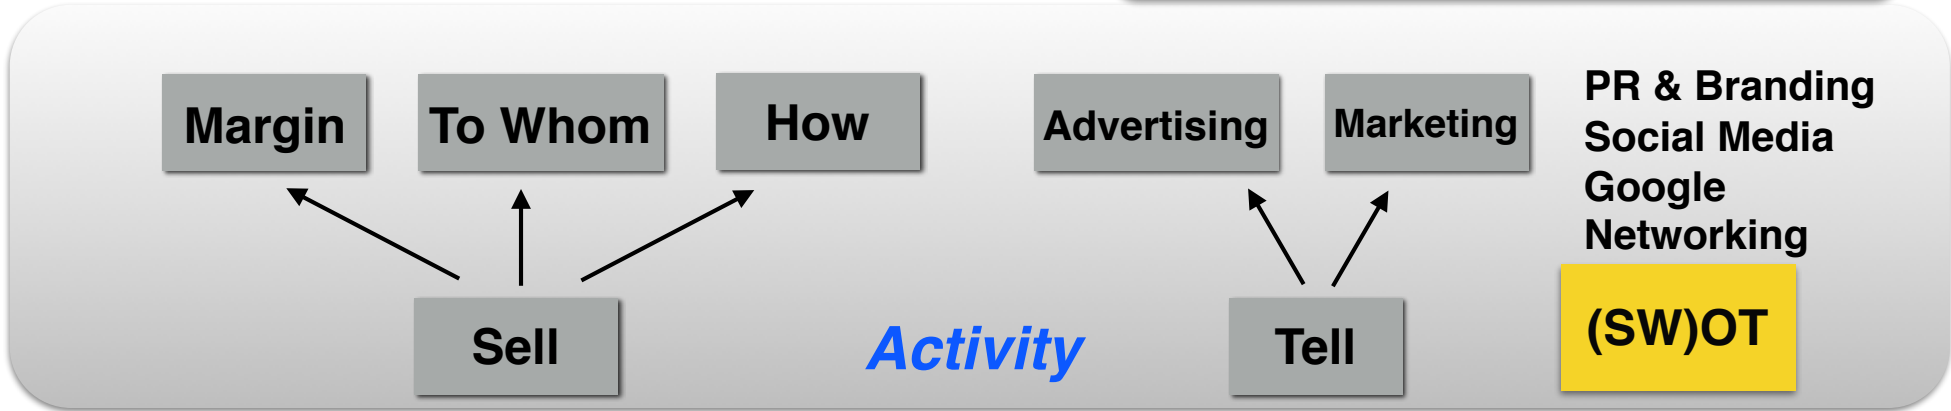 Margin
To Whom
How
Advertising
Marketing
PR & Branding
Social Media
Google
Networking
Sell
Activity
Tell
(SW)OT